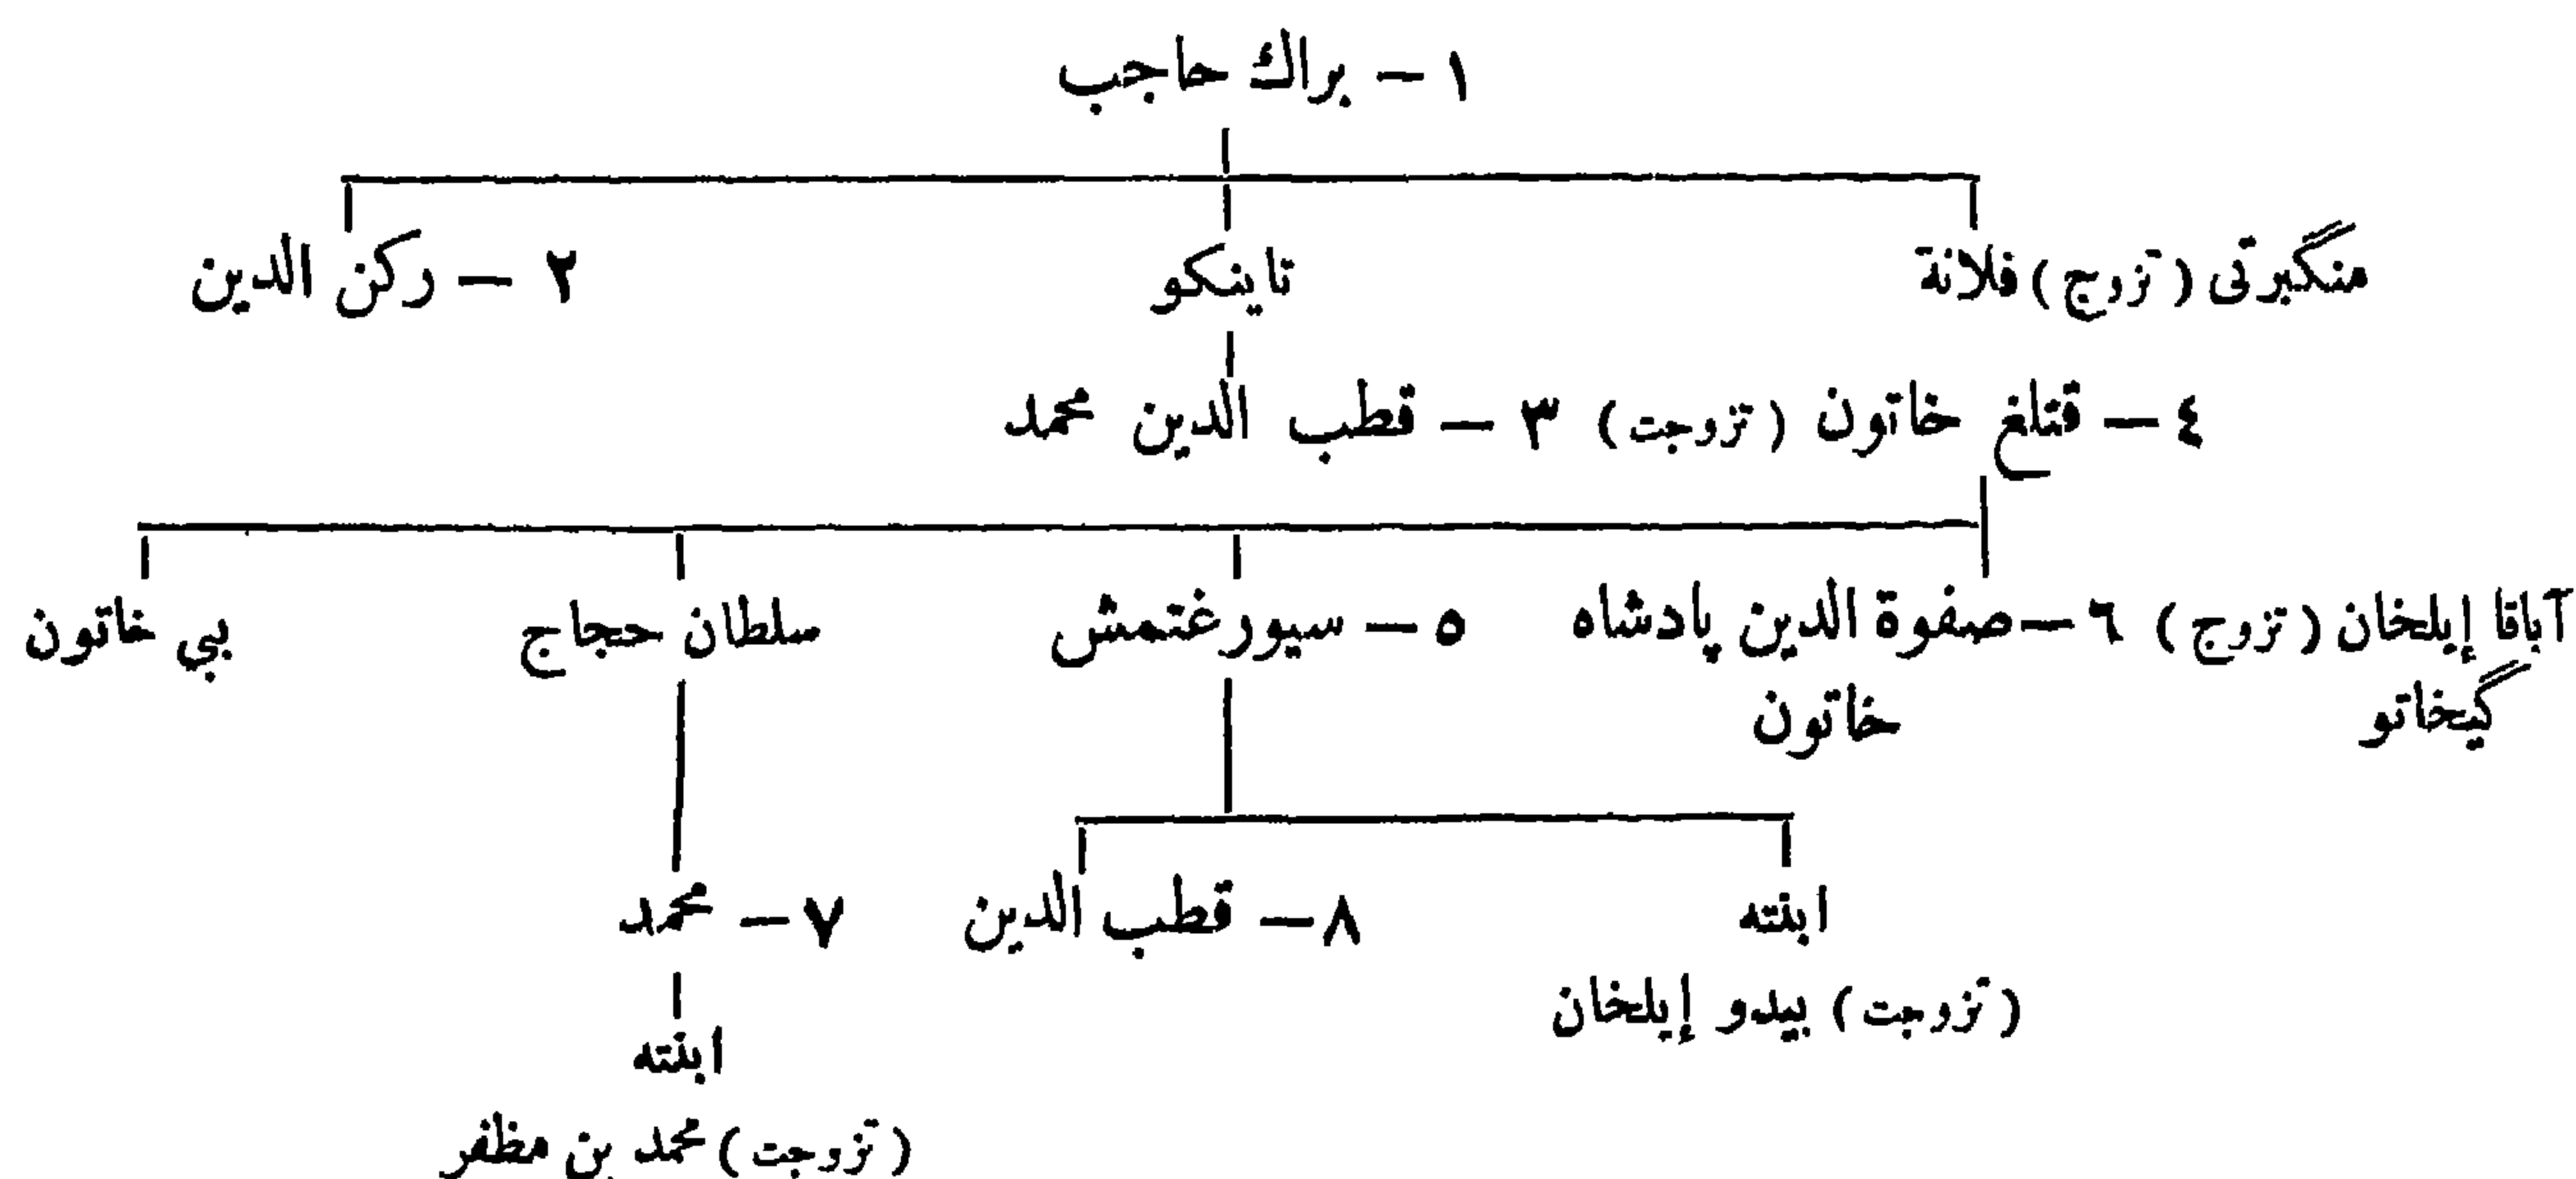 ١ – براك حاجب
منگبرتى (تزوج) فلانة
تاينكو
٢ – ركن الدين
٤ – قتلغ خاتون (تزوجت) ٣ – قطب الدين محمد
آباقا إيلخان (تزوج) ٦ – صفوة الدين پادشاه
٥ – سيورغتمش
سلطان حجاج
بي خاتون
گيخاتو
خاتون
ابنته
٨ – قطب الدين
٧ – محمد
(تزوجت) بيدو إيلخان
ابنته
(تزوجت) محمد بن مظفر